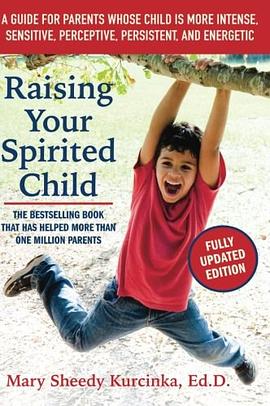 A GUIDE FOR PARENTS WHOSE CHILD IS MORE INTENSE,
SENSITIVE, PERCEPTIVE, PERSISTENT, AND ENERGETIC
Raising
Your
Spirited
Child
THE BESTSELLING BOOK
THAT HAS HELPED MORE THAN
ONE MILLION PARENTS
FULLY
UPDATED
EDITION
Mary Sheedy Kurcinka, Ed.D.